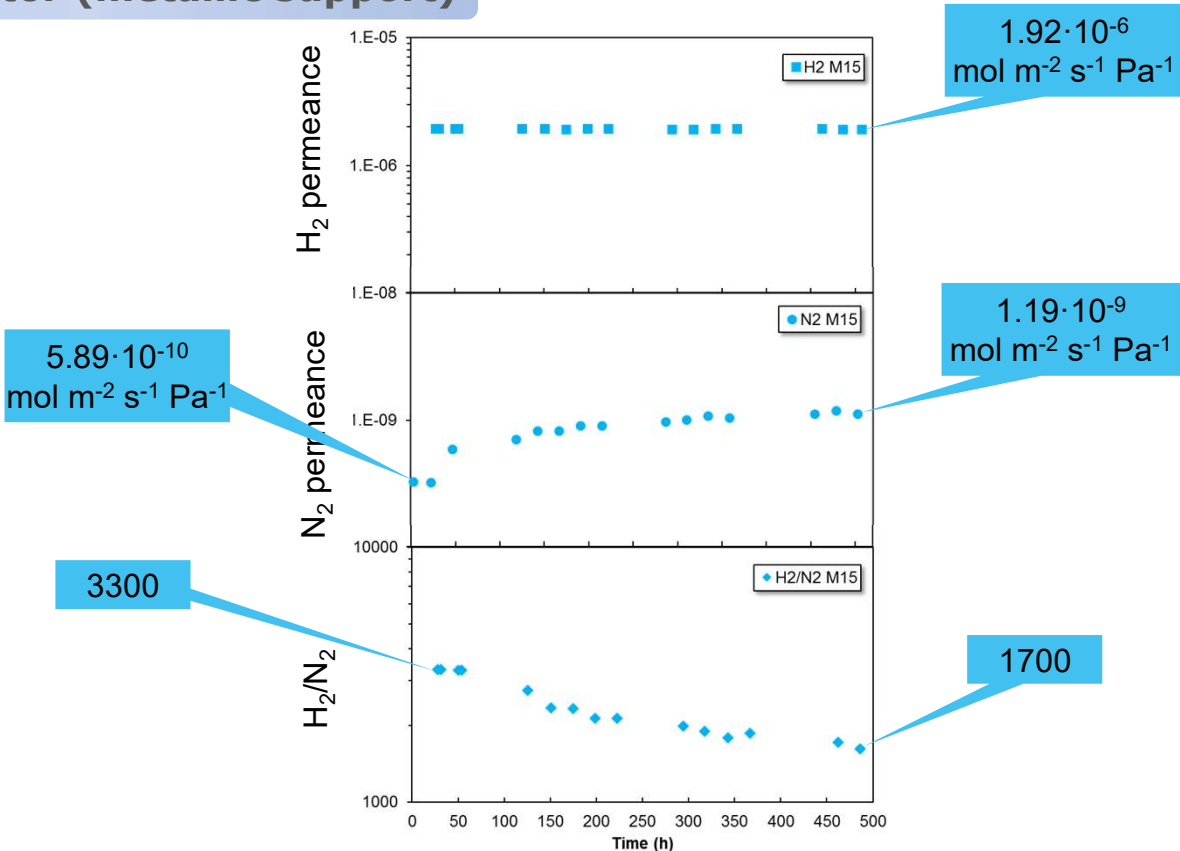 (metallic support)
1.E-05
1.92·10⁻⁶
mol m⁻² s⁻¹ Pa⁻¹
H2 M15
1.E-06
H₂ permeance
1.E-08
N2 M15
1.19·10⁻⁹
mol m⁻² s⁻¹ Pa⁻¹
5.89·10⁻¹⁰
mol m⁻² s⁻¹ Pa⁻¹
1.E-09
N₂ permeance
10000
H2/N2 M15
3300
1700
H₂/N₂
1000
0 50 100 150 200 250 300 350 400 450 500
Time (h)